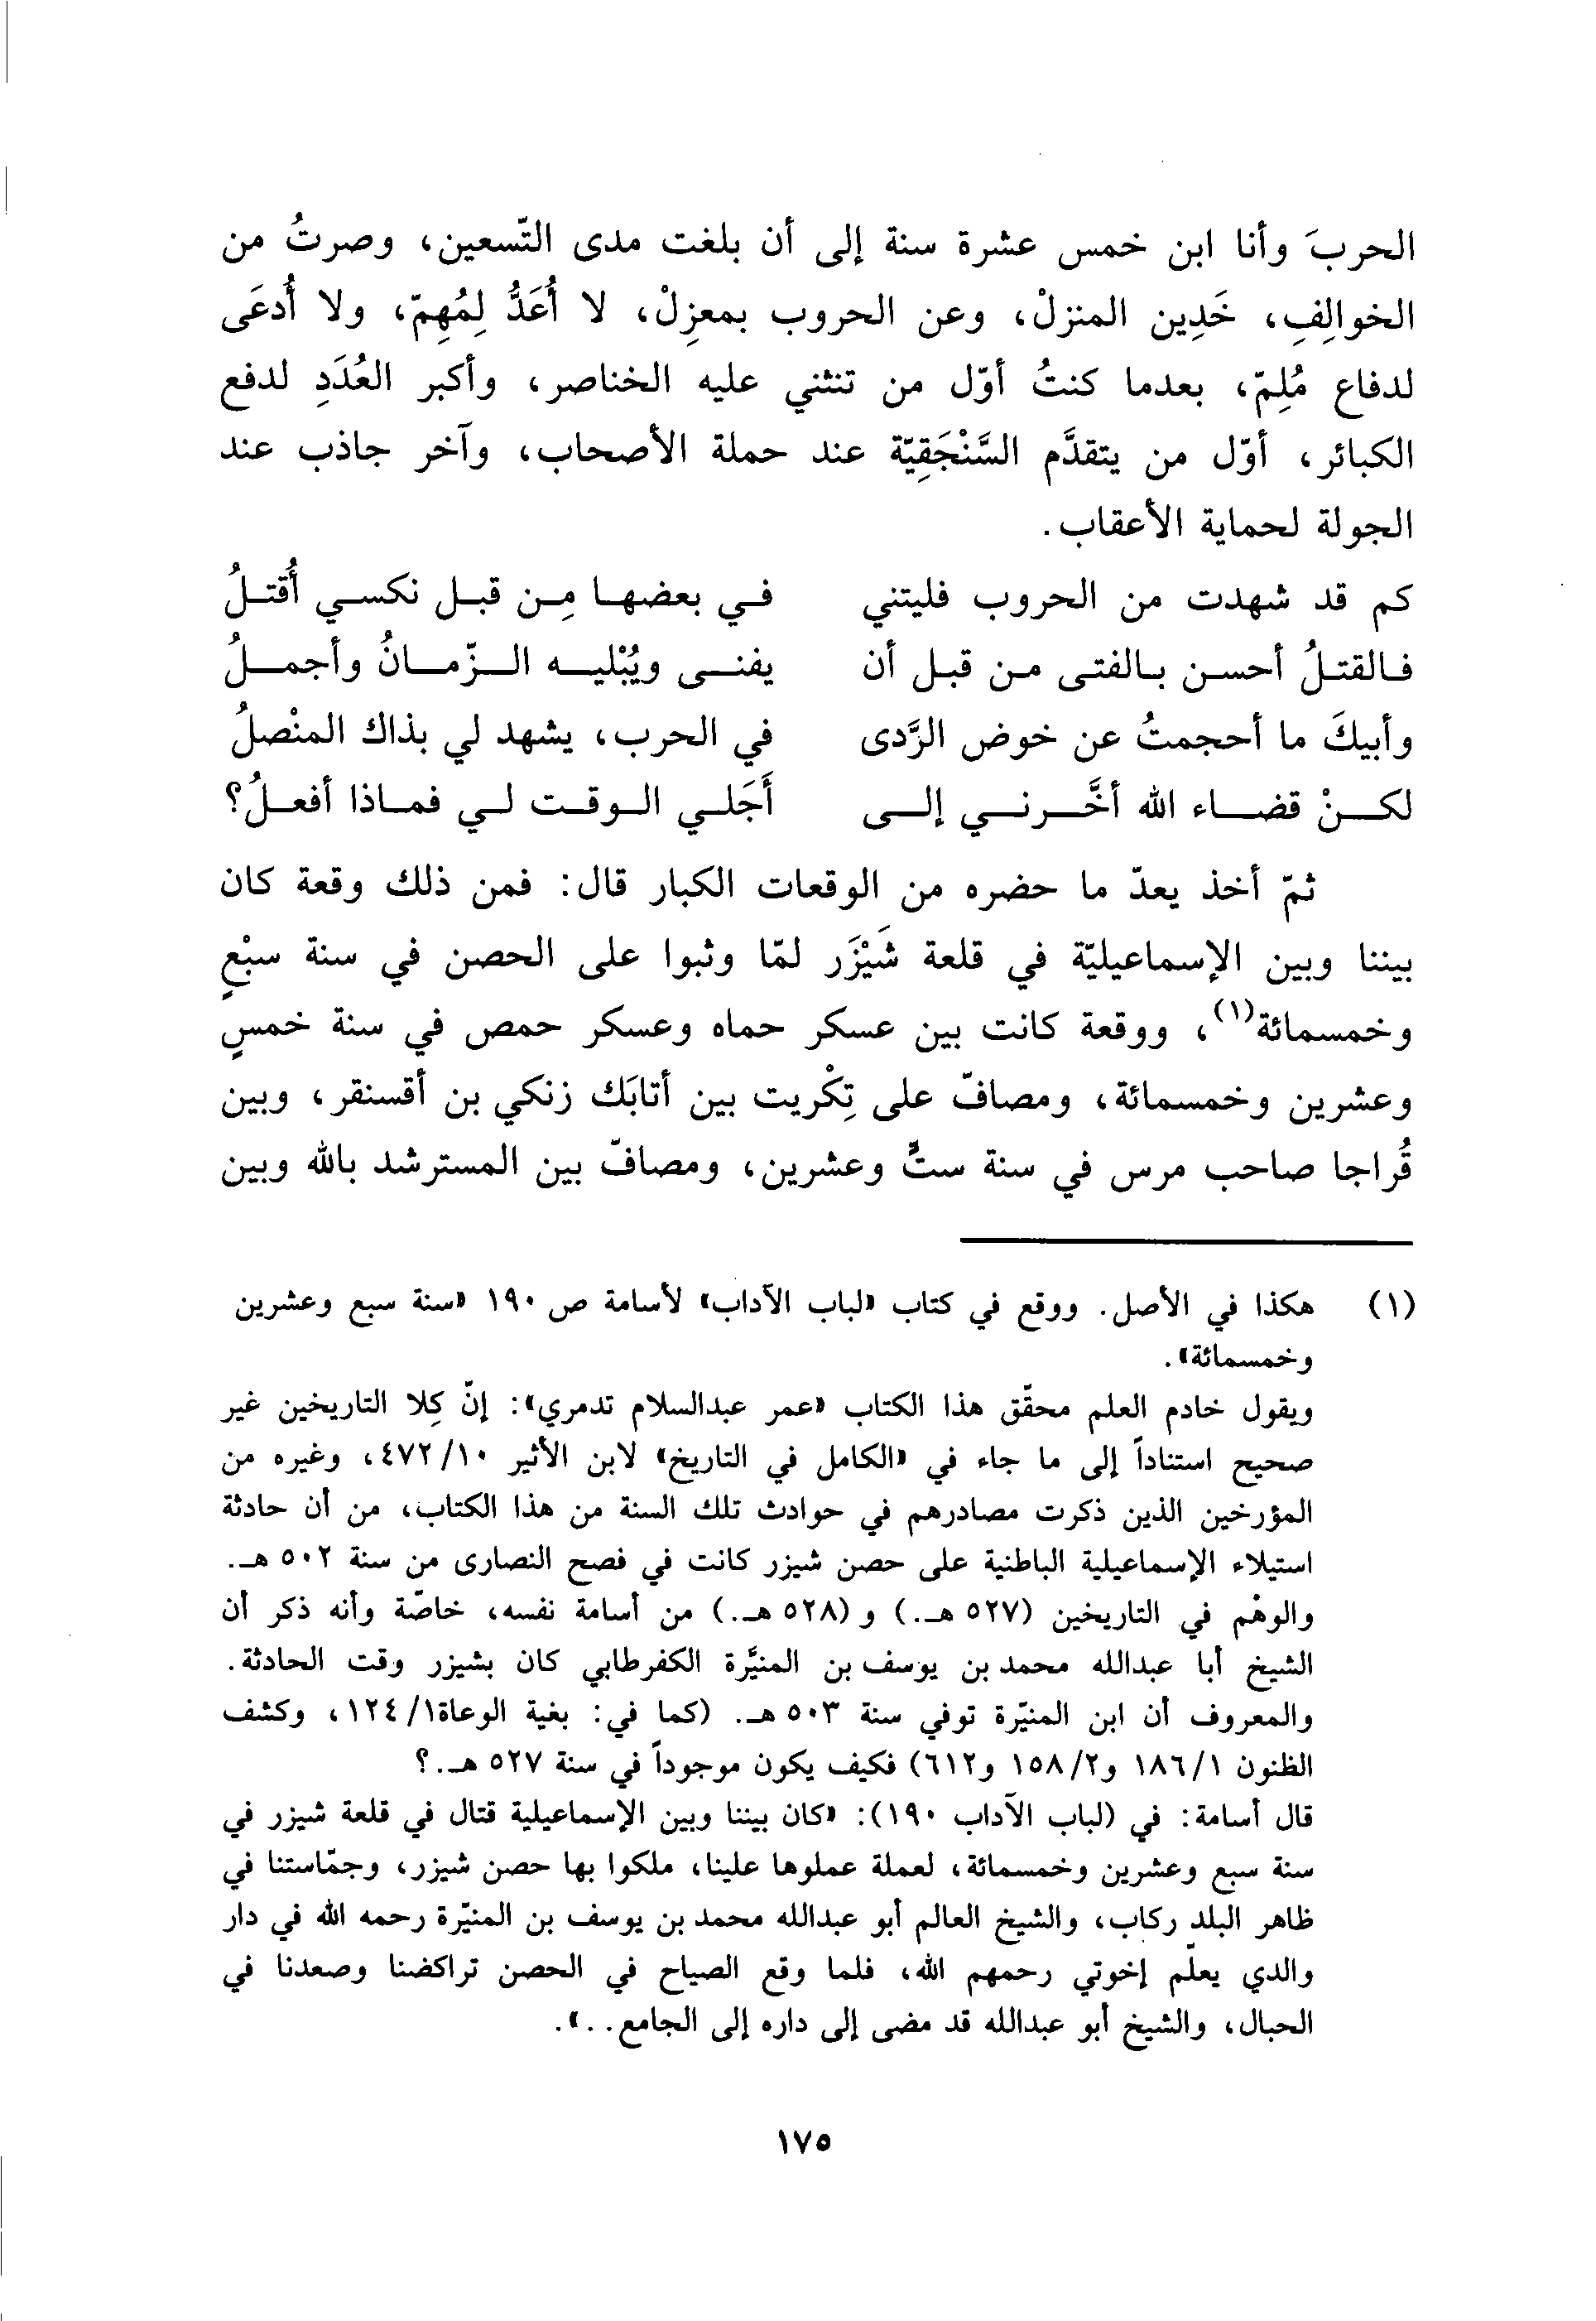 الحربَ وأنا ابن خمس عشرة سنة إلى أن بلغت مدى التّسعين، وصرتُ من
الخوالِفِ، خَدِين المنزلْ، وعن الحروب بمعزِلْ، لا أُعَدُّ لِمُهِمّ، ولا أُدعَى
لدفاع مُلِمّ، بعدما كنتُ أوّل من تنثني عليه الخناصر، وأكبر العُدَدِ لدفع
الكبائر، أوّل من يتقدَّم السَّنْجَقِيّة عند حملة الأصحاب، وآخر جاذب عند
الجولة لحماية الأعقاب.
كم قد شهدت من الحروب فليتني في بعضها مِن قبل نكسي أُقتلُ
فالقتلُ أحسن بالفتى من قبل أن يفنى ويُبْليه الزّمانُ وأجملُ
وأبيكَ ما أحجمتُ عن خوض الرَّدى في الحرب، يشهد لي بذاك المنْصلُ
لكنْ قضاء الله أخَّرني إلى أَجَلي الوقت لي فماذا أفعلُ؟
ثمّ أخذ يعدّ ما حضره من الوقعات الكبار قال: فمن ذلك وقعة كان
بيننا وبين الإسماعيليّة في قلعة شَيْزَر لمّا وثبوا على الحصن في سنة سبْعٍ
وخمسمائة(١)، ووقعة كانت بين عسكر حماه وعسكر حمص في سنة خمسٍ
وعشرين وخمسمائة، ومصافّ على تِكْريت بين أتابَك زنكي بن أقسنقر، وبين
قُراجا صاحب مرس في سنة ستٍّ وعشرين، ومصافّ بين المسترشد بالله وبين
(١) هكذا في الأصل. ووقع في كتاب «لباب الآداب» لأسامة ص ١٩٠ «سنة سبع وعشرين
وخمسمائة».
ويقول خادم العلم محقّق هذا الكتاب «عمر عبدالسلام تدمري»: إنّ كِلا التاريخين غير
صحيح استناداً إلى ما جاء في «الكامل في التاريخ» لابن الأثير ٤٧٢/١٠، وغيره من
المؤرخين الذين ذكرت مصادرهم في حوادث تلك السنة من هذا الكتاب، من أن حادثة
استيلاء الإسماعيلية الباطنية على حصن شيزر كانت في فصح النصارى من سنة ٥٠٢ هـ.
والوهْم في التاريخين (٥٢٧ هـ.) و (٥٢٨ هـ.) من أسامة نفسه، خاصّة وأنه ذكر أن
الشيخ أبا عبدالله محمد بن يوسف بن المنيَّرة الكفرطابي كان بشيزر وقت الحادثة.
والمعروف أن ابن المنيّرة توفي سنة ٥٠٣ هـ. (كما في: بغية الوعاة١/ ١٢٤، وكشف
الظنون ١/ ١٨٦ و٢/ ١٥٨ و٦١٢) فكيف يكون موجوداً في سنة ٥٢٧ هـ.؟
قال أسامة: في (لباب الآداب ١٩٠): «كان بيننا وبين الإسماعيلية قتال في قلعة شيزر في
سنة سبع وعشرين وخمسمائة، لعملة عملوها علينا، ملكوا بها حصن شيزر، وجمّاستنا في
ظاهر البلد ركاب، والشيخ العالم أبو عبدالله محمد بن يوسف بن المنيّرة رحمه الله في دار
والدي يعلّم إخوتي رحمهم الله، فلما وقع الصياح في الحصن تراكضنا وصعدنا في
الحبال، والشيخ أبو عبدالله قد مضى إلى داره إلى الجامع..».
١٧٥